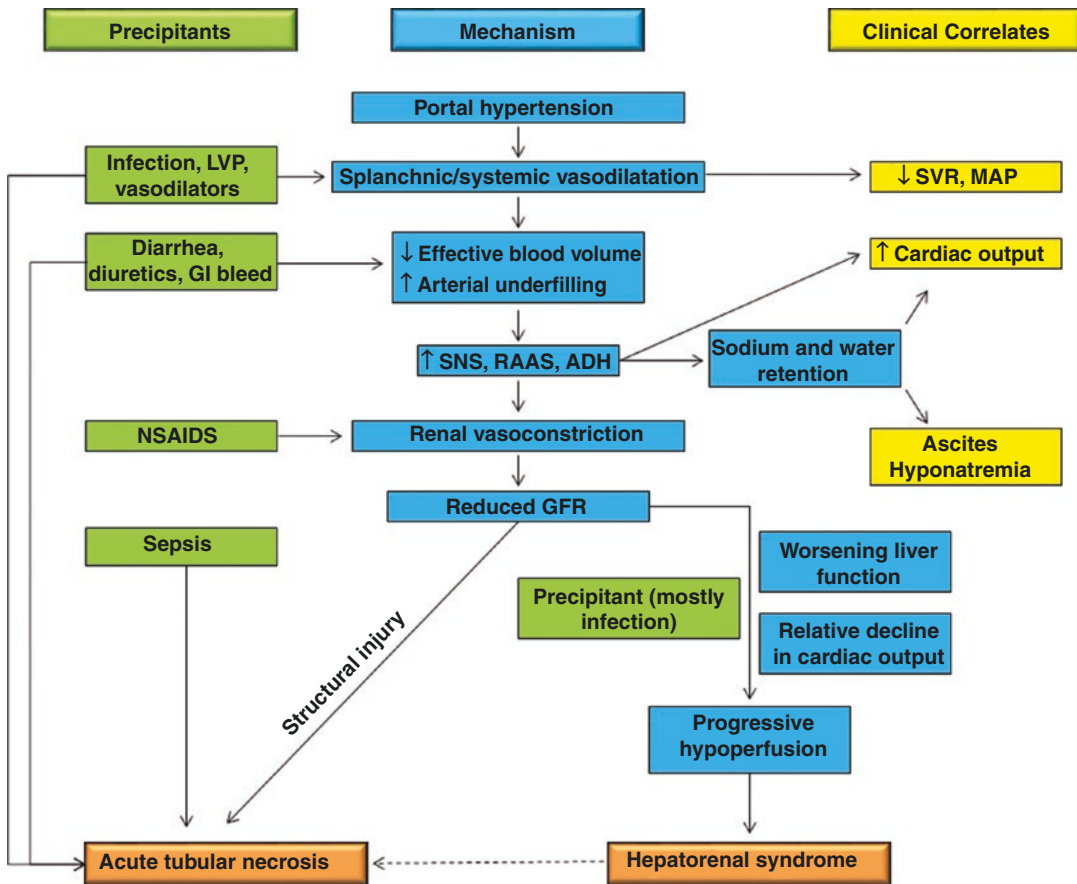 Precipitants
Mechanism
Clinical Correlates
Portal hypertension
Infection, LVP,
vasodilators
Splanchnic/systemic vasodilatation
↓ SVR, MAP
Diarrhea,
diuretics, GI bleed
↓ Effective blood volume
↑ Arterial underfilling
↑ Cardiac output
↑ SNS, RAAS, ADH
Sodium and water
retention
NSAIDS
Renal vasoconstriction
Ascites
Hyponatremia
Reduced GFR
Sepsis
Worsening liver
function
Precipitant (mostly
infection)
Relative decline
in cardiac output
Structural injury
Progressive
hypoperfusion
Acute tubular necrosis
Hepatorenal syndrome